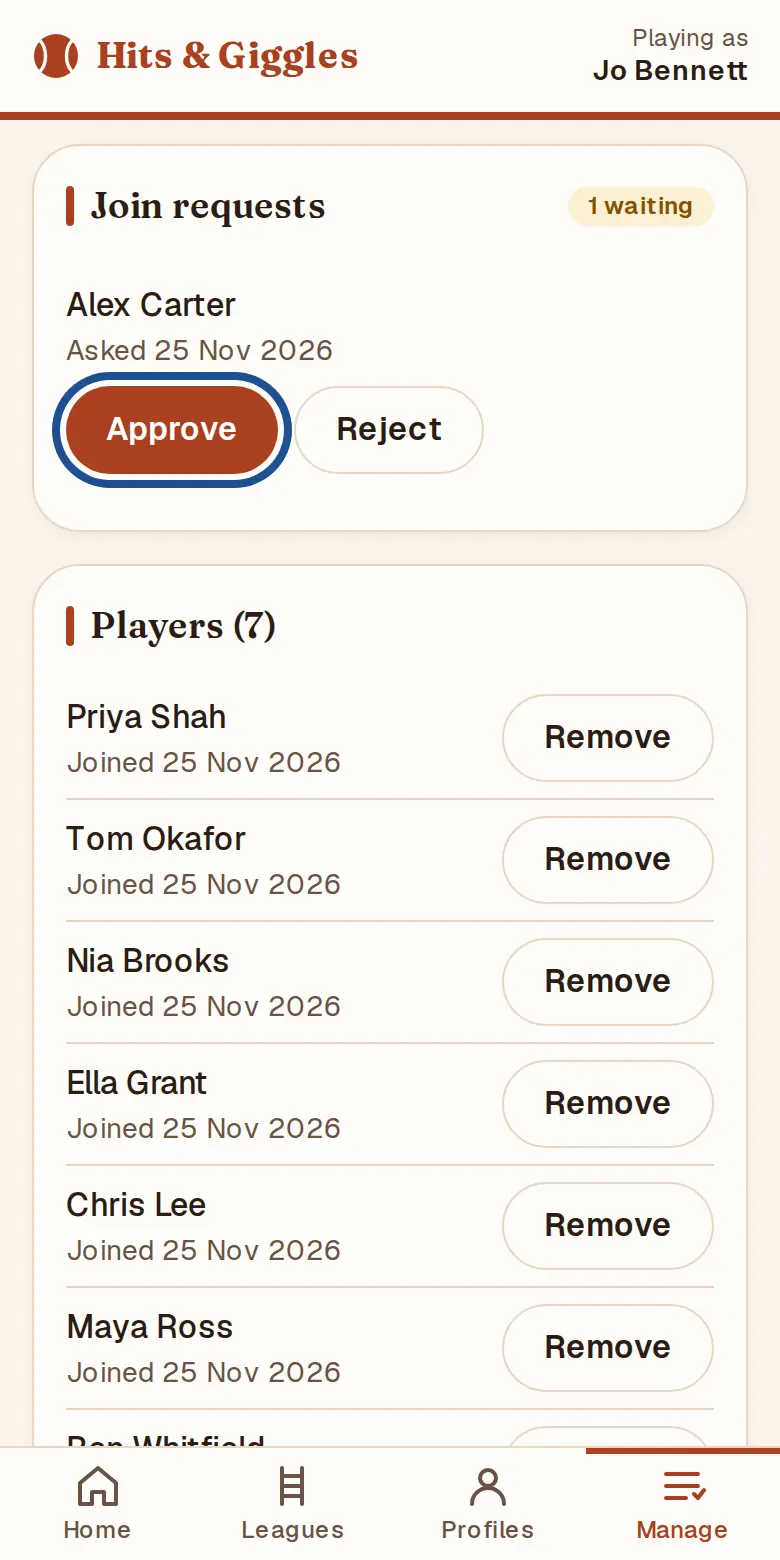 Hits & Giggles
Playing as
Jo Bennett
Join requests
1 waiting
Alex Carter
Asked 25 Nov 2026
Approve
Reject
Players (7)
Priya Shah
Joined 25 Nov 2026
Remove
Tom Okafor
Joined 25 Nov 2026
Remove
Nia Brooks
Joined 25 Nov 2026
Remove
Ella Grant
Joined 25 Nov 2026
Remove
Chris Lee
Joined 25 Nov 2026
Remove
Maya Ross
Joined 25 Nov 2026
Remove
Ben Whitfield
Home
Leagues
Profiles
Manage